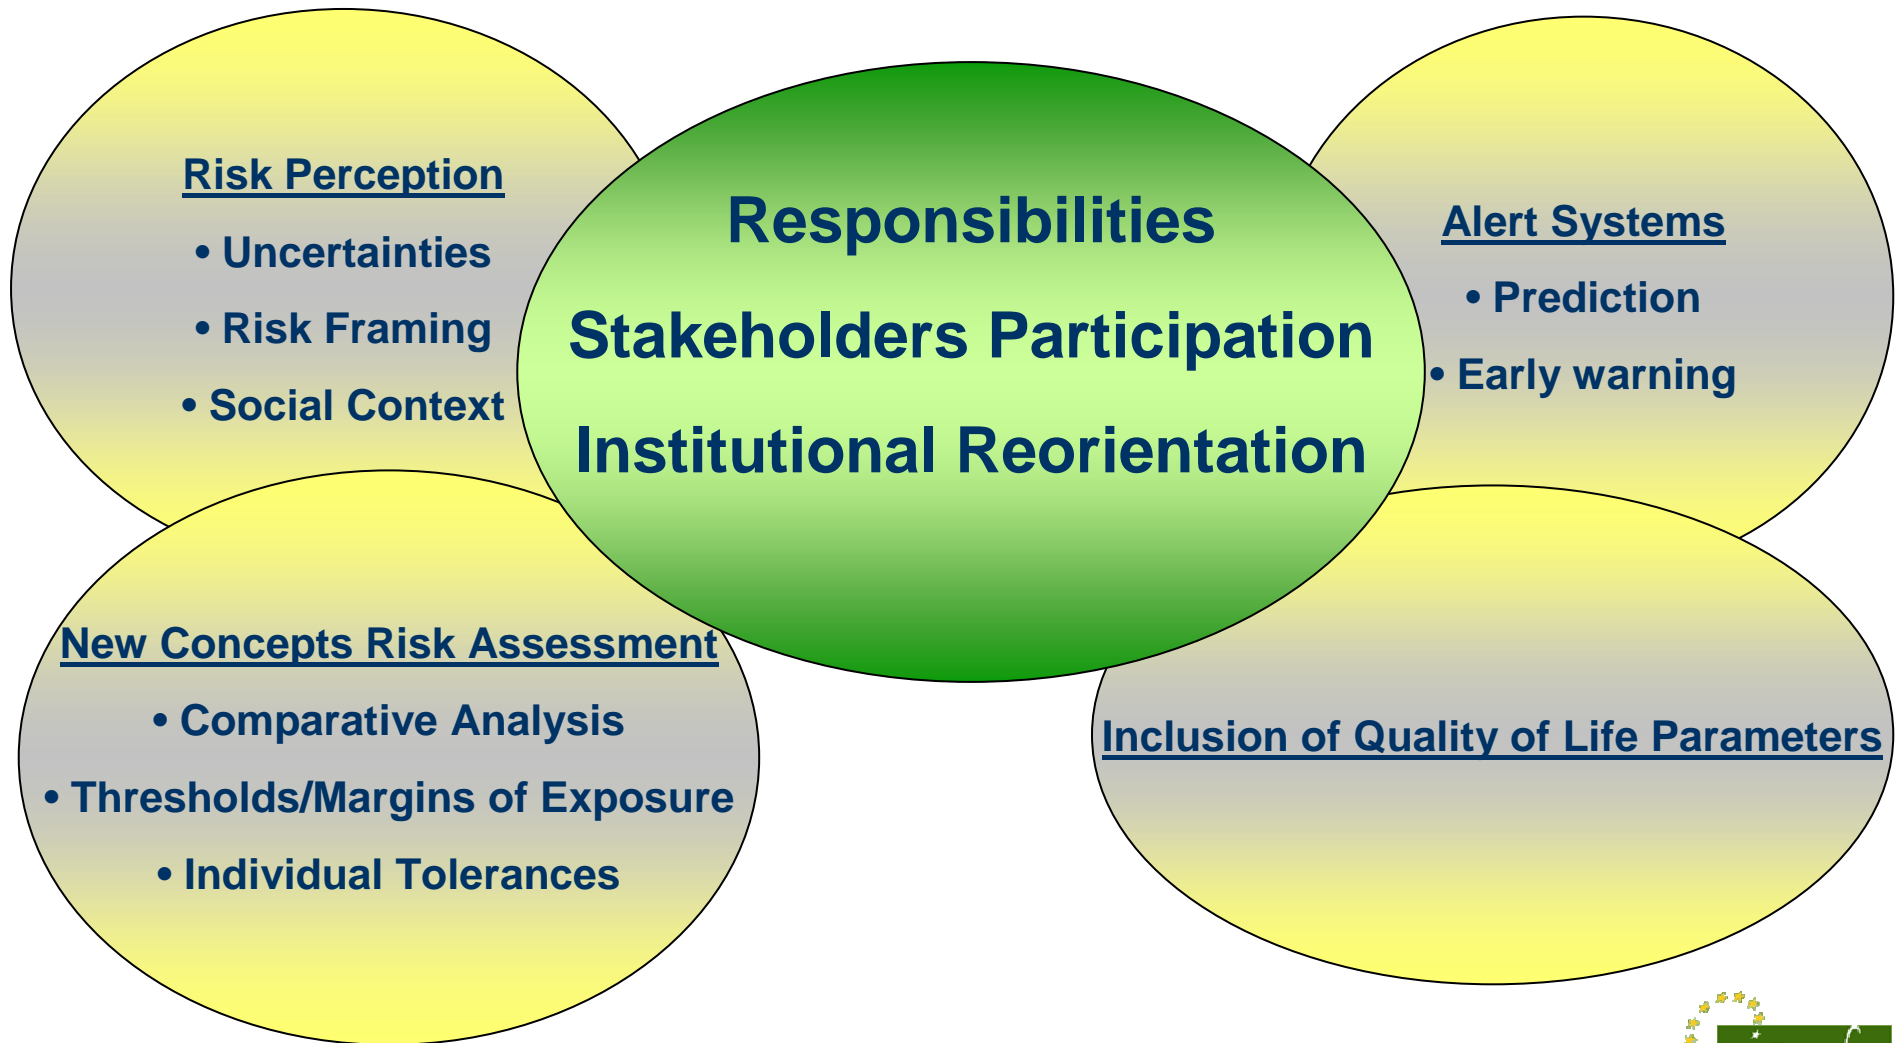 Risk Perception
• Uncertainties
• Risk Framing
• Social Context
Responsibilities
Stakeholders Participation
Institutional Reorientation
Alert Systems
• Prediction
• Early warning
New Concepts Risk Assessment
• Comparative Analysis
• Thresholds/Margins of Exposure
• Individual Tolerances
Inclusion of Quality of Life Parameters